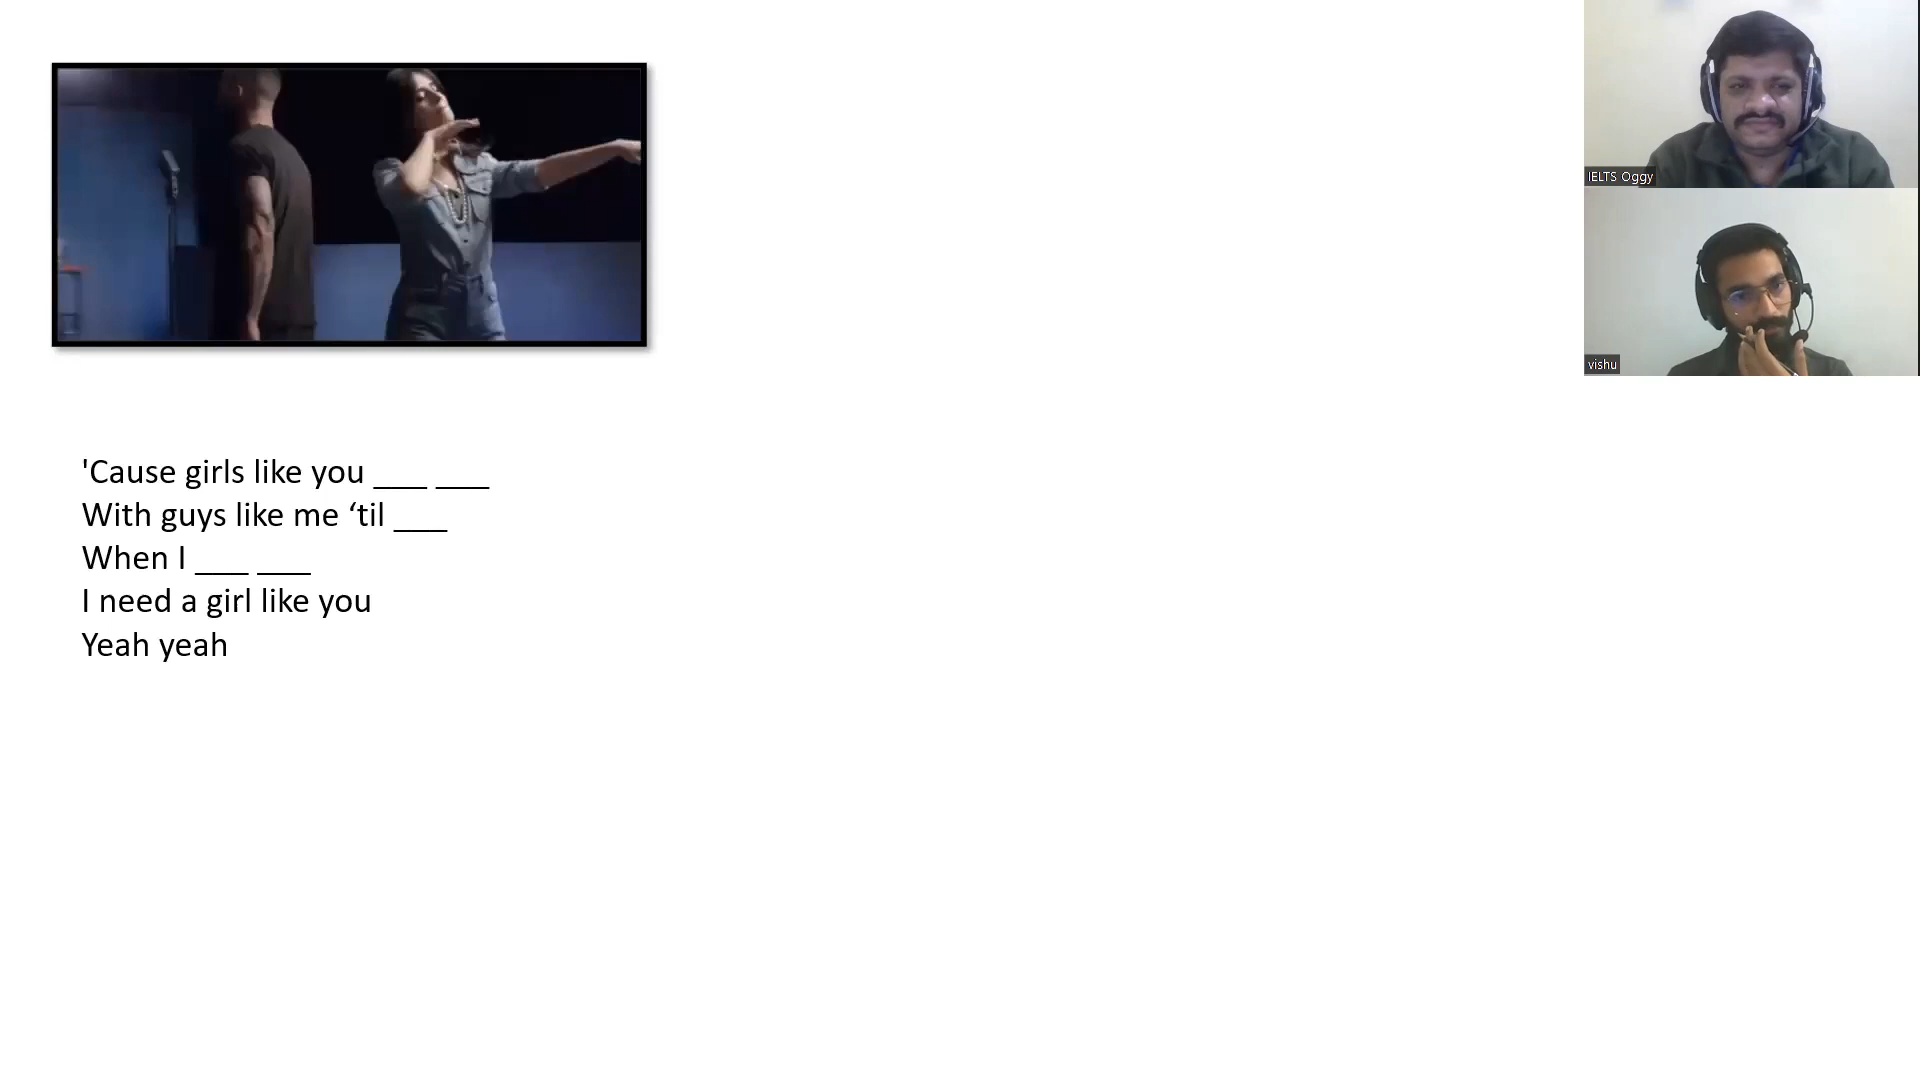 'Cause girls like you ___ ___
With guys like me ‘til ___
When I ___ ___
I need a girl like you
Yeah yeah
IELTS Oggy
vishu